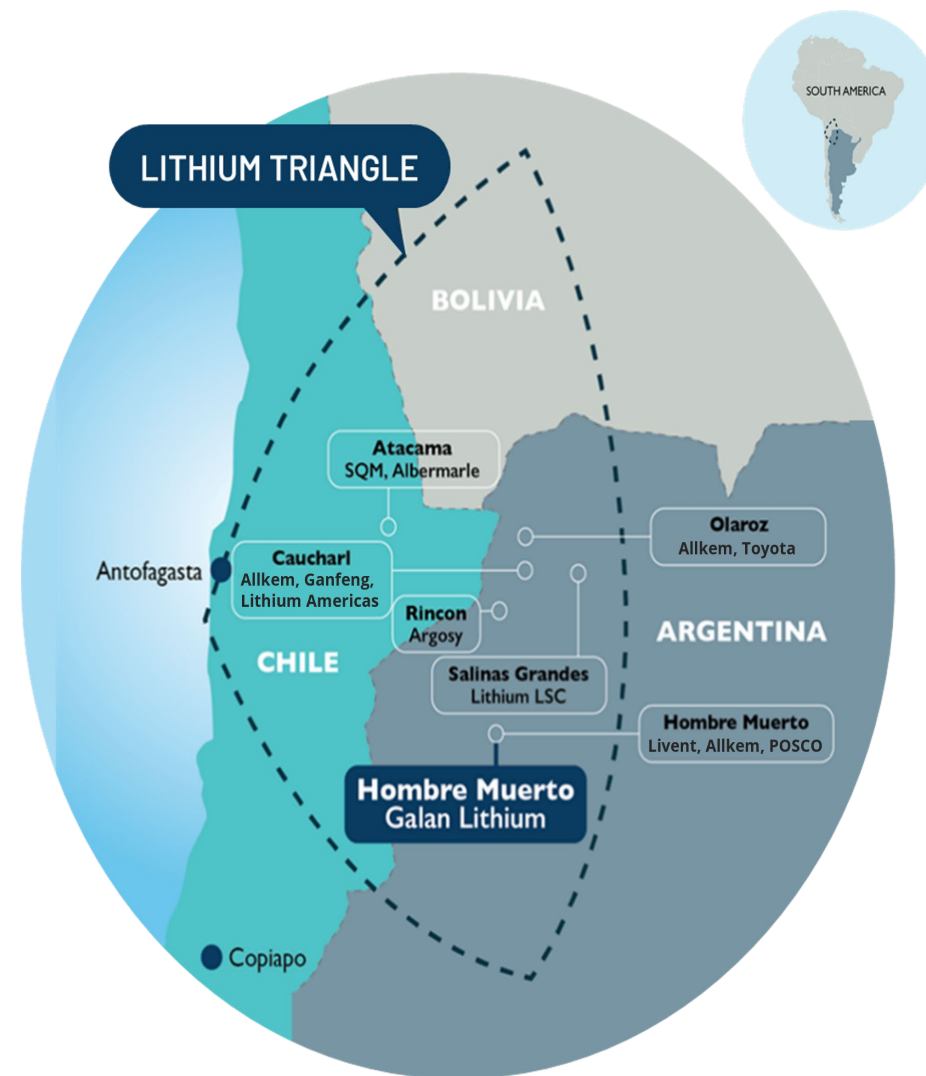 SOUTH AMERICA
LITHIUM TRIANGLE
BOLIVIA
Atacama
SQM, Albermarle
Olaroz
Allkem, Toyota
Antofagasta
Caucharl
Allkem, Ganfeng,
Lithium Americas
Rincon
Argosy
ARGENTINA
CHILE
Salinas Grandes
Lithium LSC
Hombre Muerto
Livent, Allkem, POSCO
Hombre Muerto
Galan Lithium
Copiapo